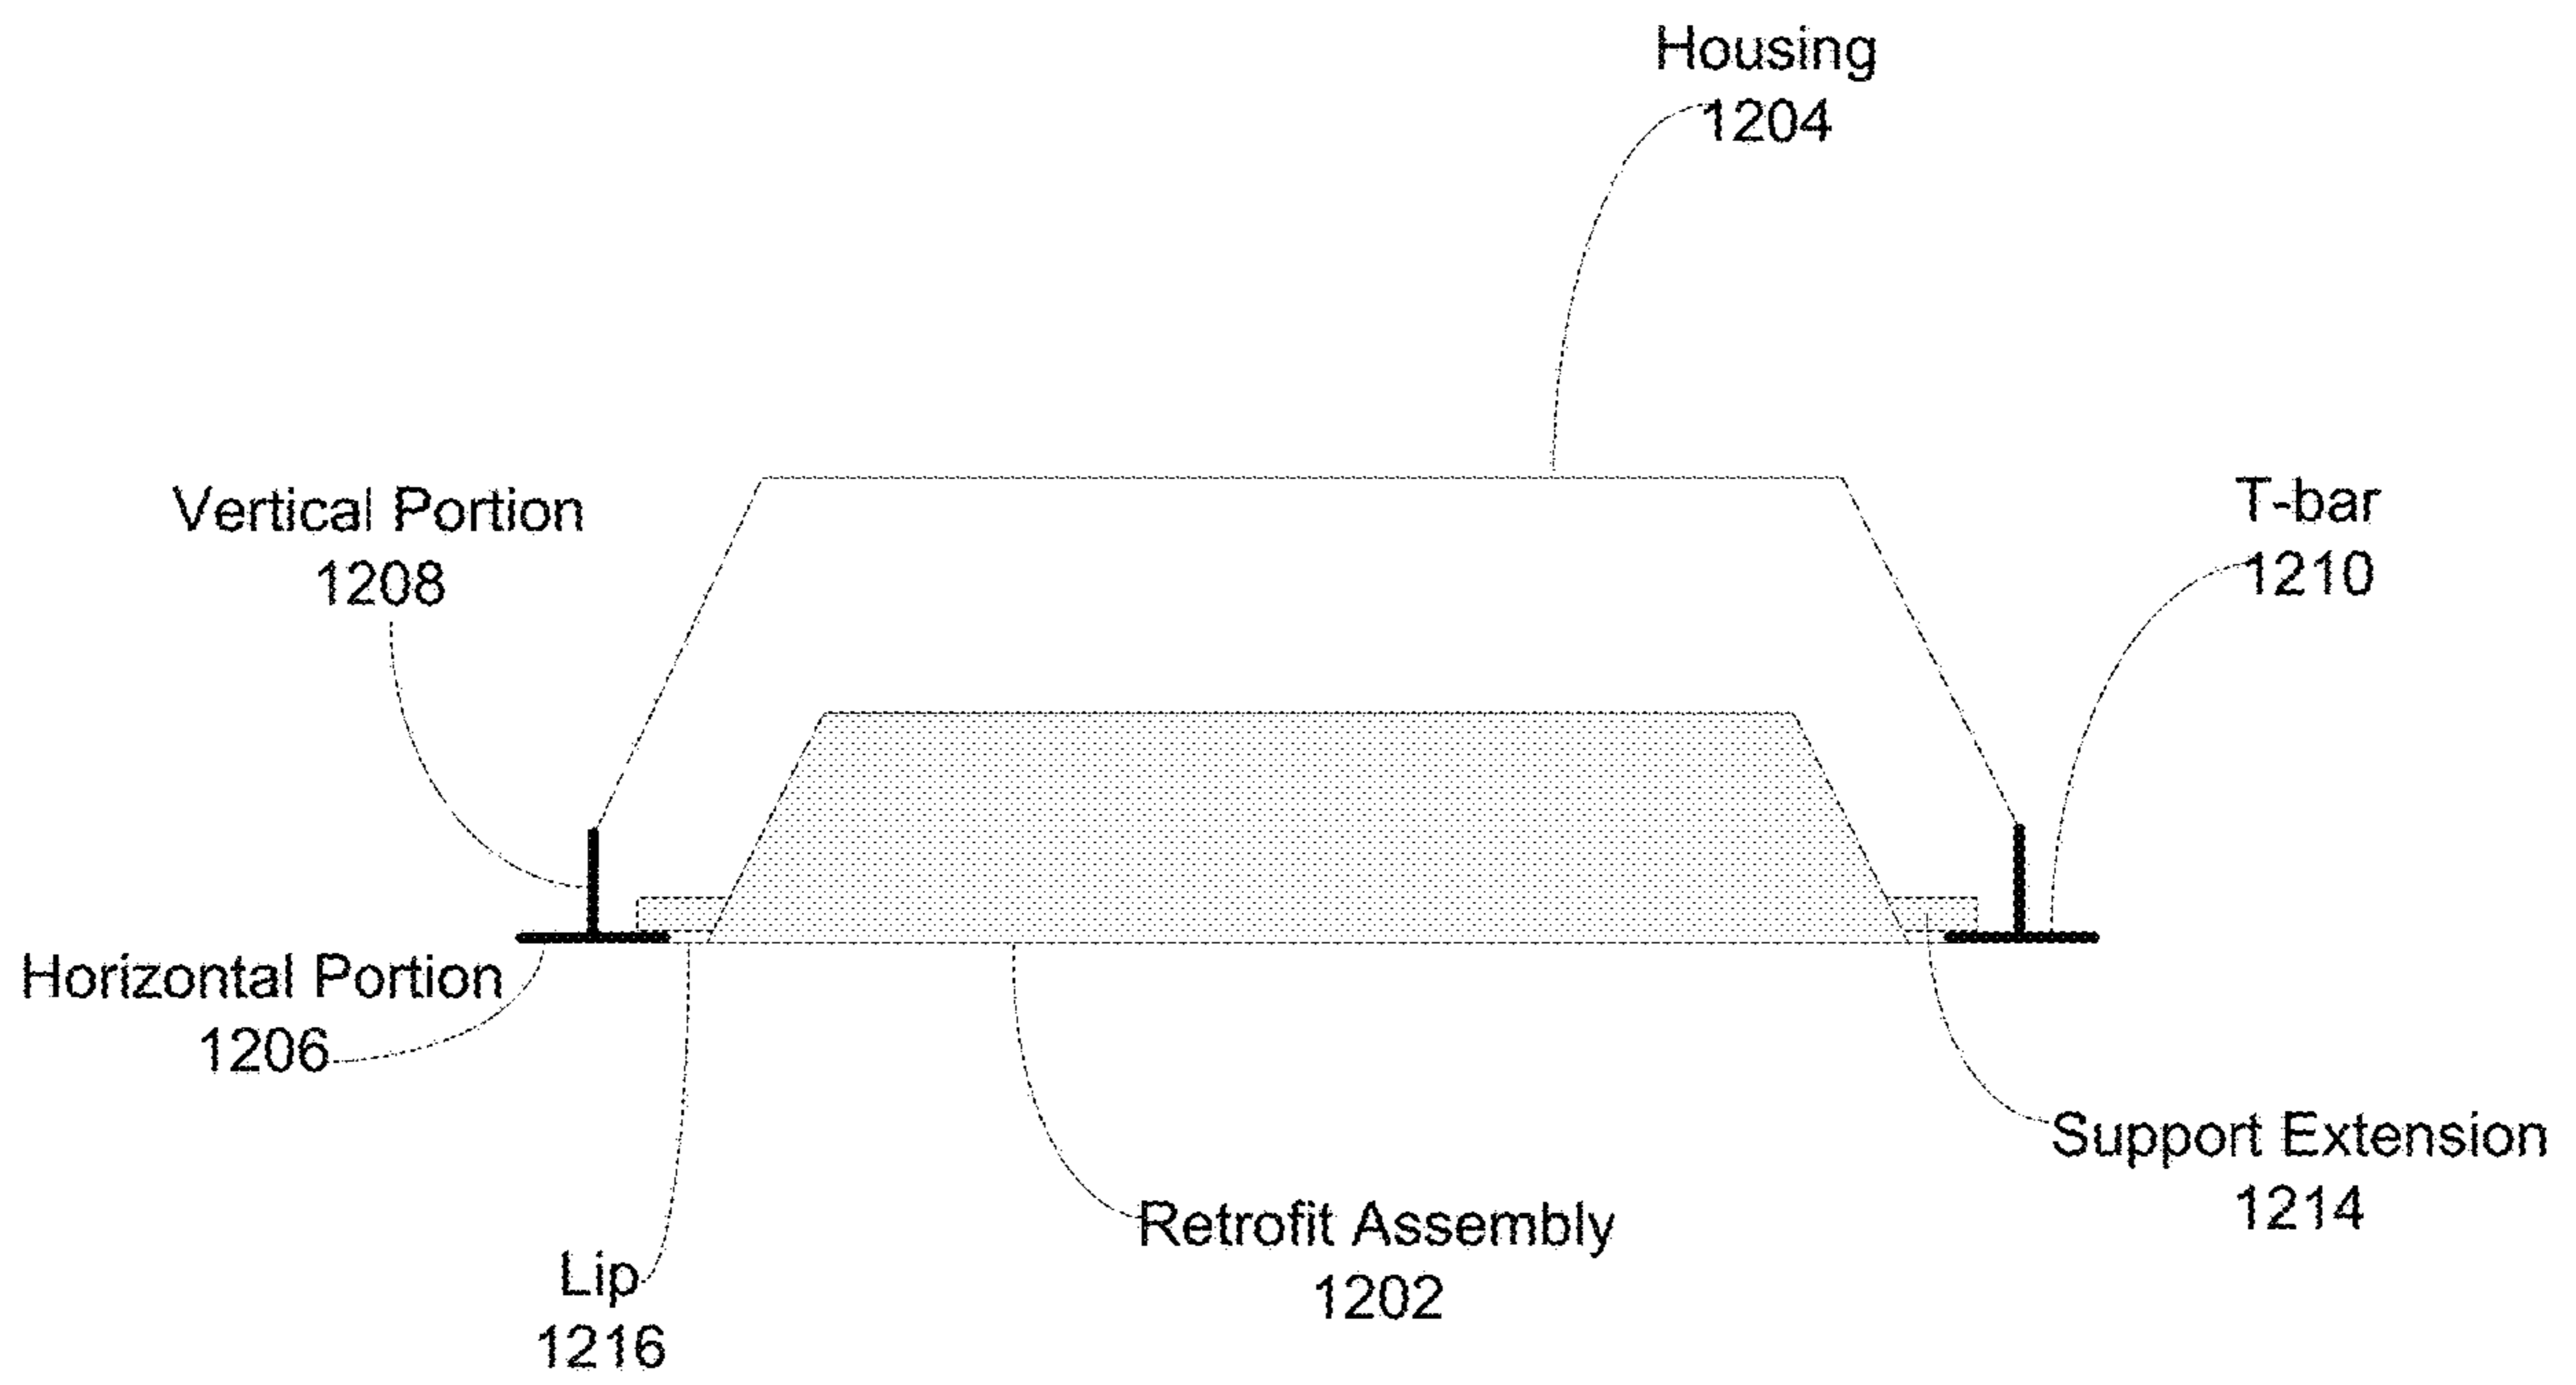 Housing
1204
Vertical Portion
1208
T-bar
1210
Horizontal Portion
1206
Support Extension
1214
Retrofit Assembly
1202
Lip
1216